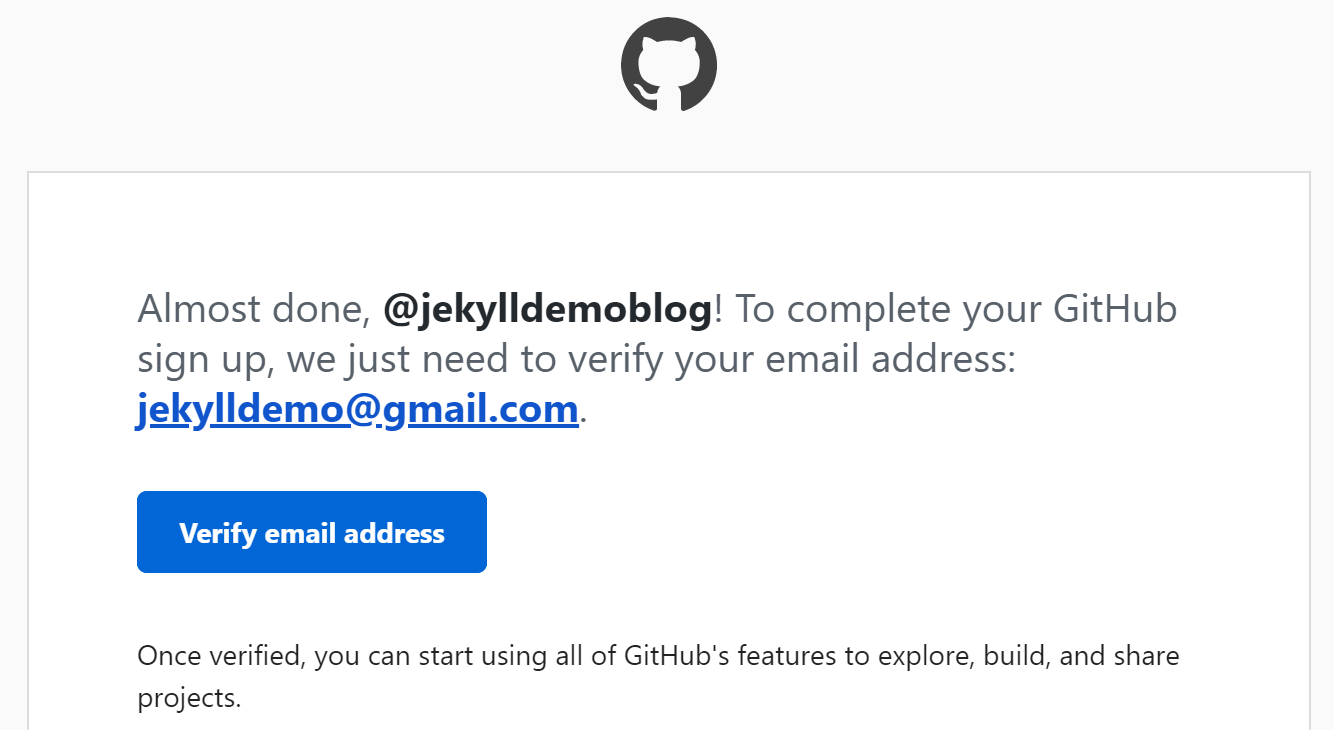 Almost done, @jekylldemoblog! To complete your GitHub
sign up, we just need to verify your email address:
jekylldemo@gmail.com.
Verify email address
Once verified, you can start using all of GitHub's features to explore, build, and share
projects.